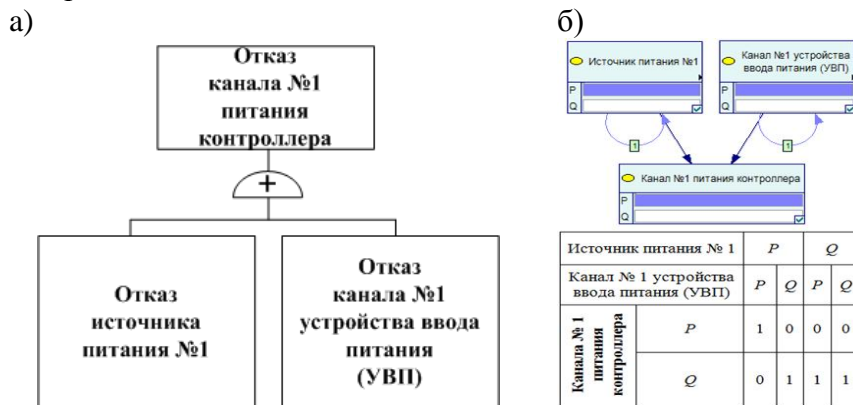 а)
Отказ
канала №1
питания
контроллера
+
Отказ
источника
питания №1
Отказ
канала №1
устройства ввода
питания
(УВП)
б)
Источник питания №1
P
Q
1
Канал №1 устройства
ввода питания (УВП)
P
Q
1
Канал №1 питания контроллера
P
Q
Источник питания № 1 P Q
Канал № 1 устройства
ввода питания (УВП) P Q P Q
Канала № 1
питания
контроллера
P 1 0 0 0
Q 0 1 1 1